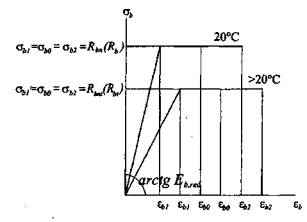 σb
20°C
σb1=σb0=σb2=Rbn(Rb)
>20°C
σb1=σb0=σb2=Rbnt(Rbt)
arctg Eb,red
εb1 εb1 εb0 εb0 εb2 εb2 εb